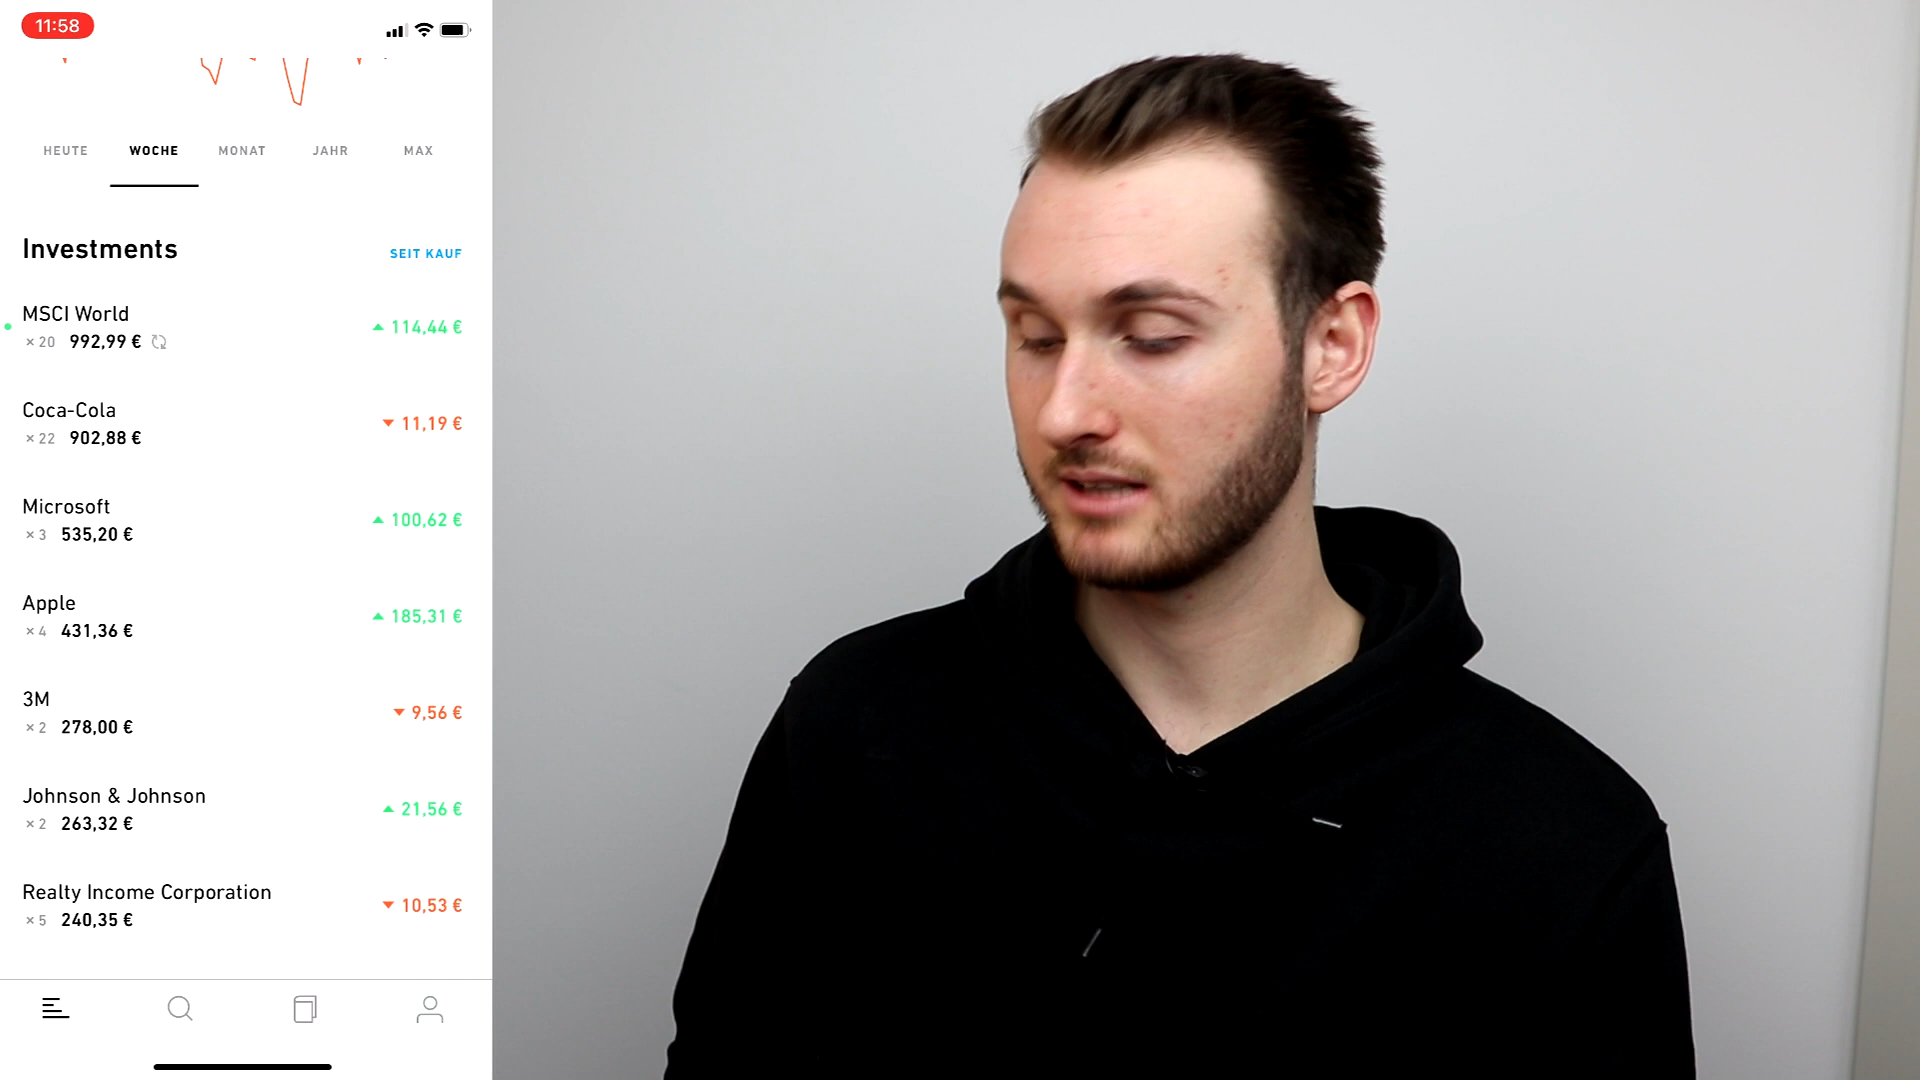 11:58
HEUTE WOCHE MONAT JAHR MAX
Investments SEIT KAUF
MSCI World
× 20 992,99 € ▲ 114,44 €
Coca-Cola
× 22 902,88 € ▼ 11,19 €
Microsoft
× 3 535,20 € ▲ 100,62 €
Apple
× 4 431,36 € ▲ 185,31 €
3M
× 2 278,00 € ▼ 9,56 €
Johnson & Johnson
× 2 263,32 € ▲ 21,56 €
Realty Income Corporation
× 5 240,35 € ▼ 10,53 €